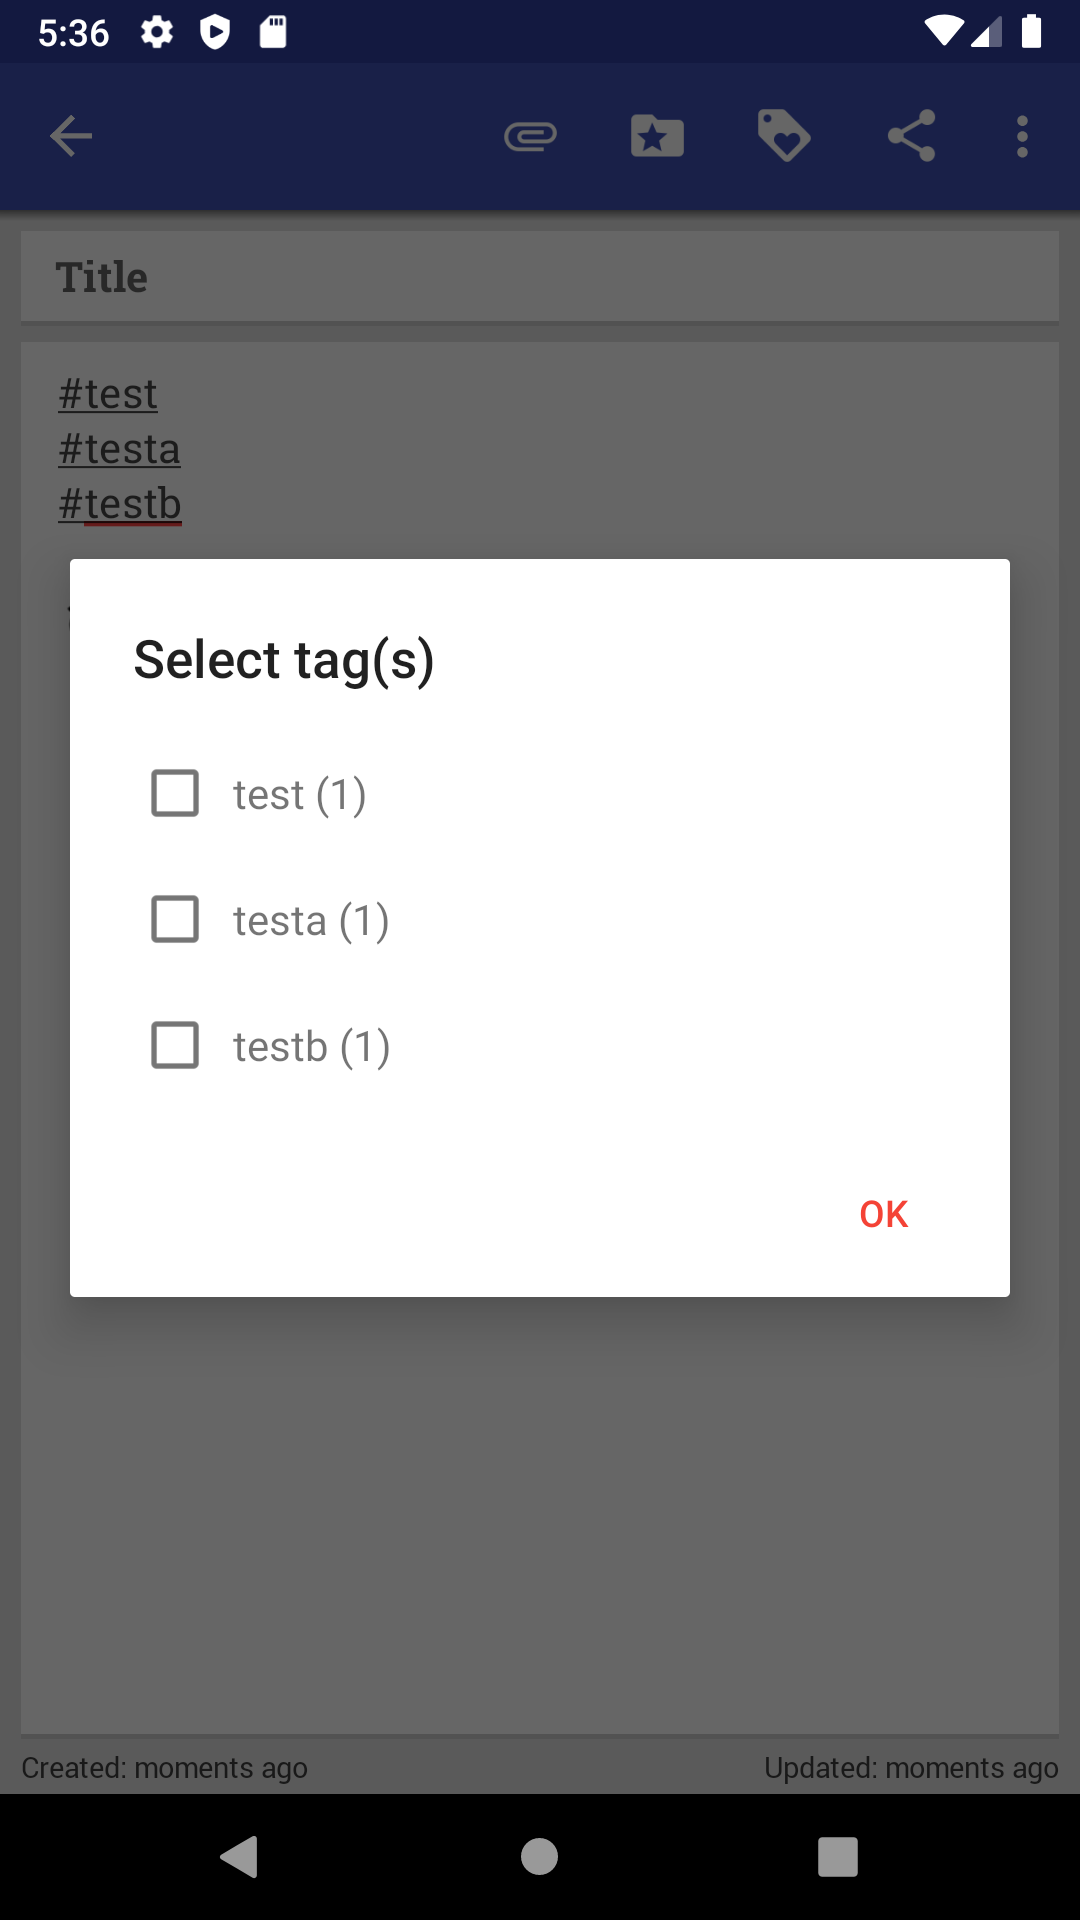 5:36
Title
#test
#testa
#testb
Select tag(s)
test (1)
testa (1)
testb (1)
OK
Created: moments ago
Updated: moments ago